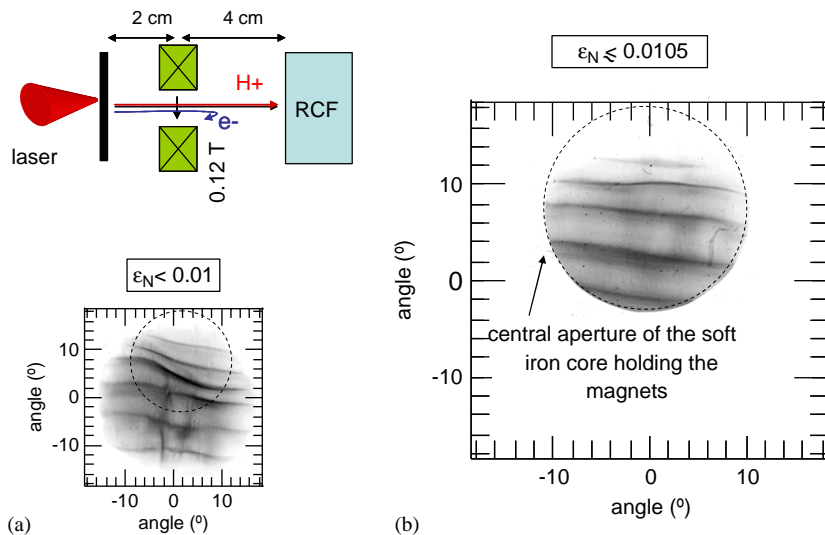 2 cm
4 cm
H+
e-
RCF
laser
0.12 T
εN < 0.01
angle (º)
10
0
-10
-10
0
10
angle (º)
(a)
εN ⩽ 0.0105
angle (º)
10
0
-10
central aperture of the soft
iron core holding the
magnets
-10
0
10
angle (º)
(b)